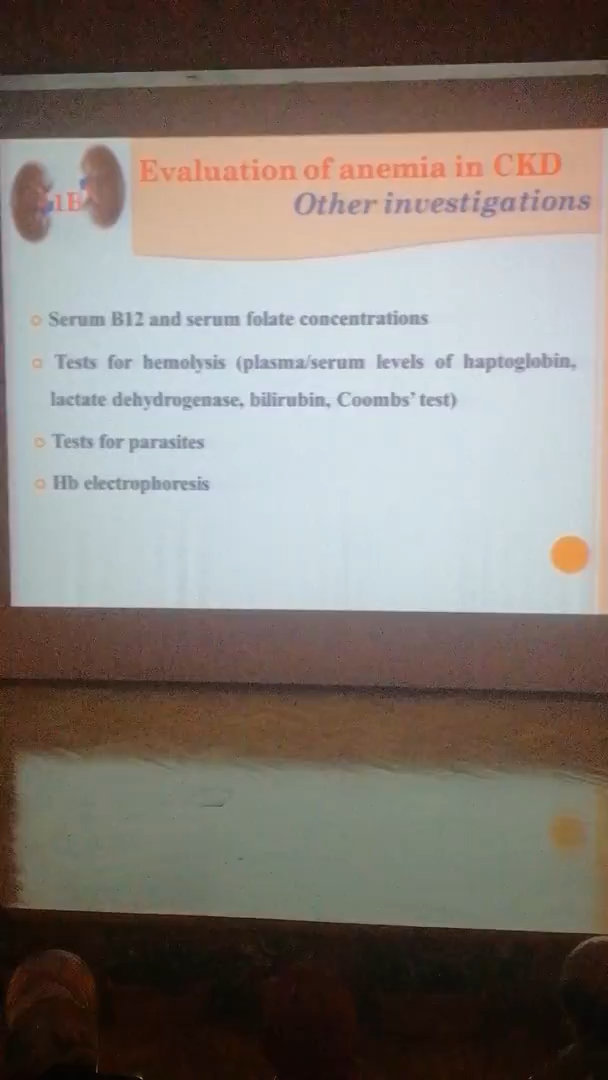 Evaluation of anemia in CKD
Other investigations
Serum B12 and serum folate concentrations
Tests for hemolysis (plasma/serum levels of haptoglobin,
lactate dehydrogenase, bilirubin, Coombs' test)
Tests for parasites
Hb electrophoresis